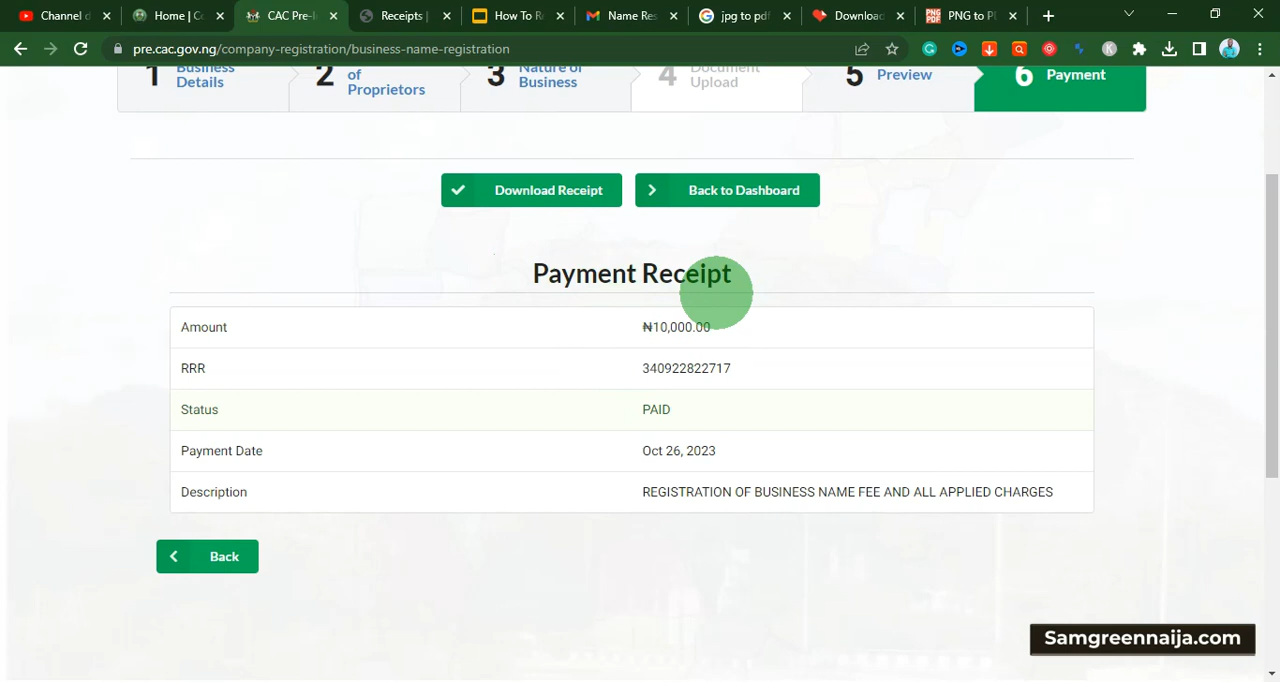 Channel d
Home | C
CAC Pre-I
Receipts |
How To R
Name Res
jpg to pdf
Download
PNG to P
pre.cac.gov.ng/company-registration/business-name-registration
1 Business Details
2 of Proprietors
3 Nature of Business
4 Document Upload
5 Preview
6 Payment
Download Receipt
Back to Dashboard
Payment Receipt
Amount ₦10,000.00
RRR 340922822717
Status PAID
Payment Date Oct 26, 2023
Description REGISTRATION OF BUSINESS NAME FEE AND ALL APPLIED CHARGES
Back
Samgreennaija.com